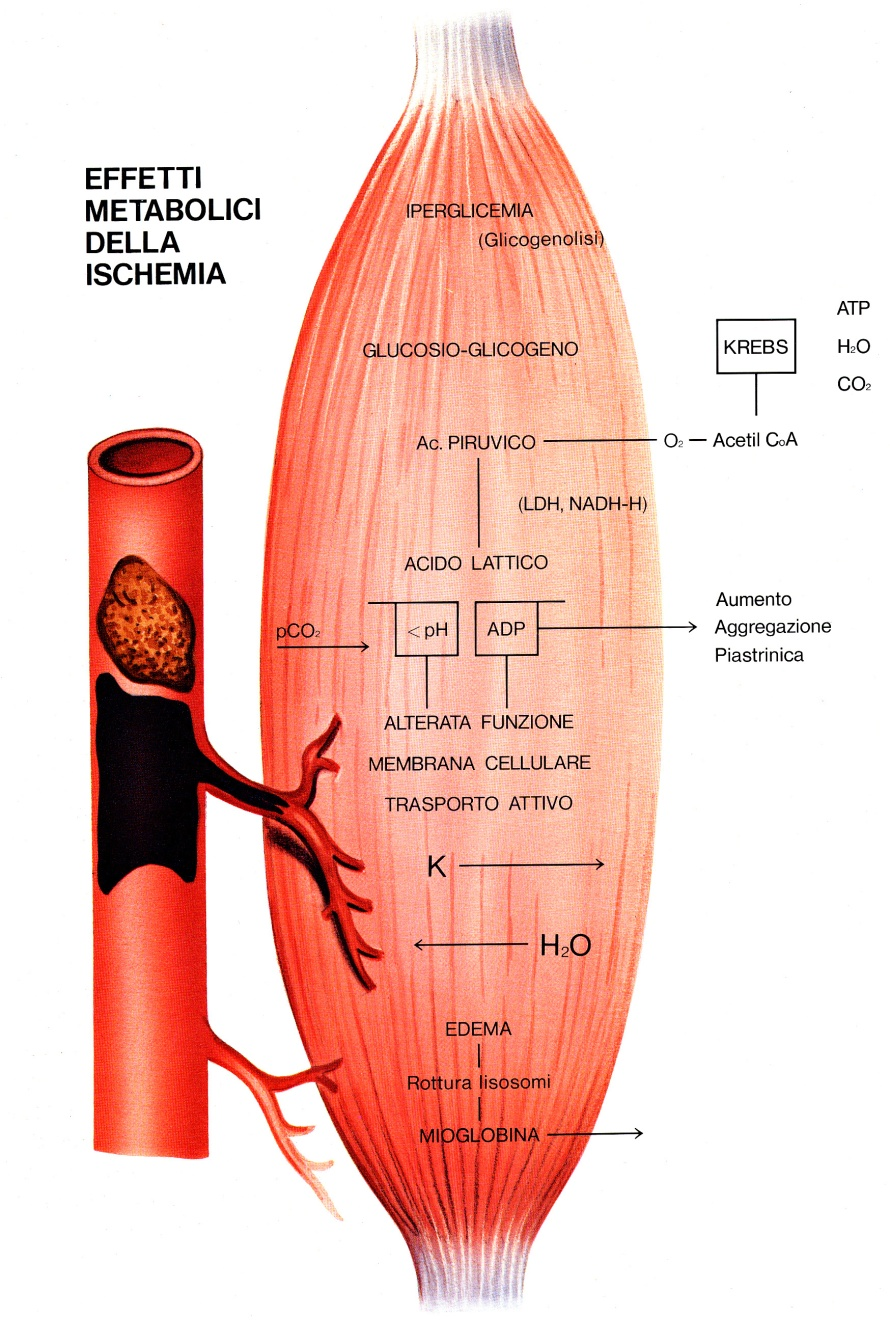 EFFETTI
METABOLICI
DELLA
ISCHEMIA
IPERGLICEMIA
(Glicogenolisi)
GLUCOSIO-GLICOGENO
KREBS
ATP
H₂O
CO₂
Ac. PIRUVICO
O₂
Acetil CoA
(LDH, NADH-H)
ACIDO LATTICO
pCO₂
< pH
ADP
Aumento
Aggregazione
Piastrinica
ALTERATA FUNZIONE
MEMBRANA CELLULARE
TRASPORTO ATTIVO
K
H₂O
EDEMA
Rottura lisosomi
MIOGLOBINA